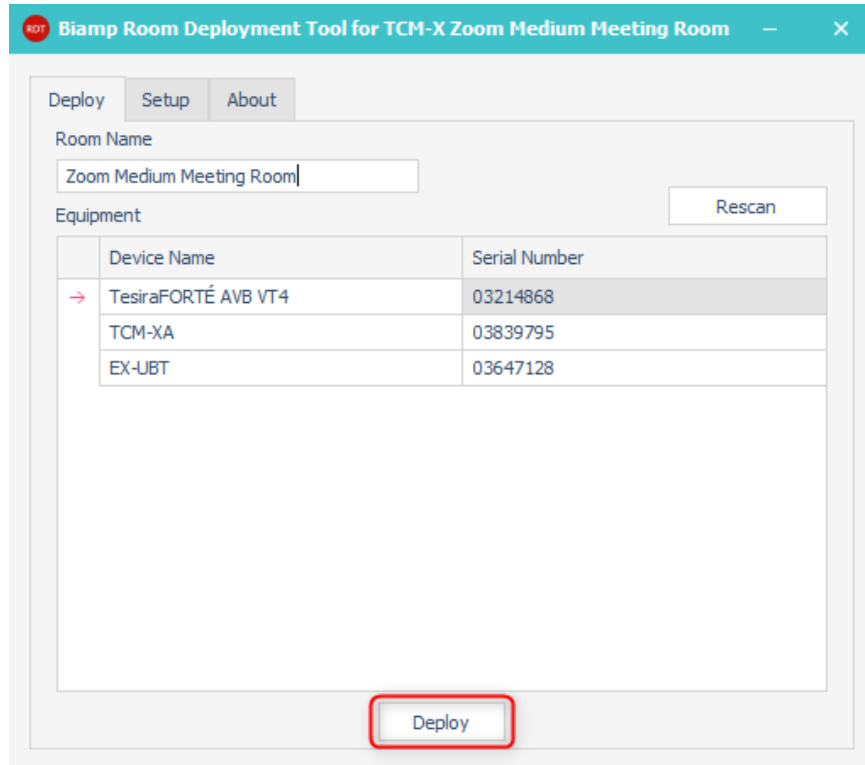 RDT Biamp Room Deployment Tool for TCM-X Zoom Medium Meeting Room
Deploy Setup About
Room Name
Zoom Medium Meeting Room
Rescan
Equipment
Device Name Serial Number
TesiraFORTÉ AVB VT4 03214868
TCM-XA 03839795
EX-UBT 03647128
Deploy